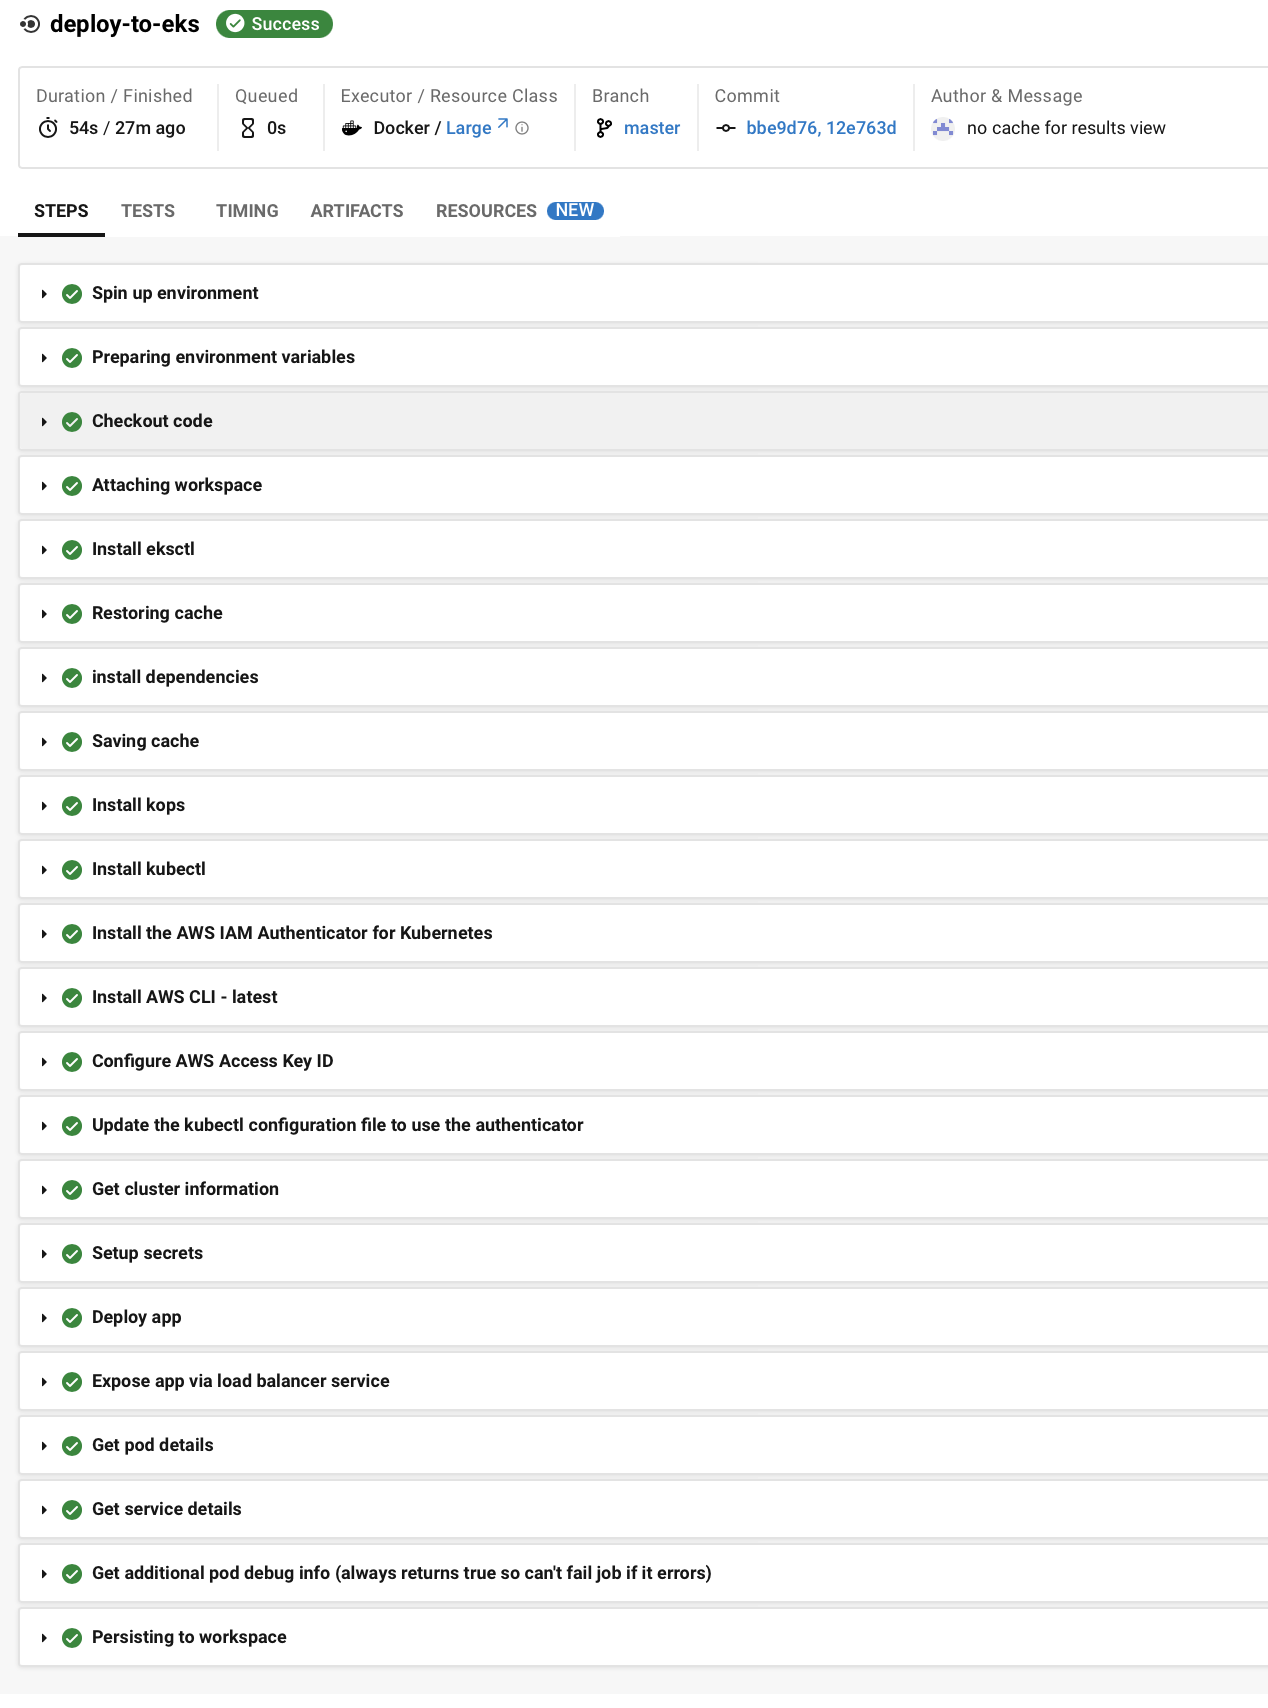 deploy-to-eks Success
Duration / Finished Queued Executor / Resource Class Branch Commit Author & Message
54s / 27m ago 0s Docker / Large master bbe9d76, 12e763d no cache for results view
STEPS TESTS TIMING ARTIFACTS RESOURCES NEW
Spin up environment
Preparing environment variables
Checkout code
Attaching workspace
Install eksctl
Restoring cache
install dependencies
Saving cache
Install kops
Install kubectl
Install the AWS IAM Authenticator for Kubernetes
Install AWS CLI - latest
Configure AWS Access Key ID
Update the kubectl configuration file to use the authenticator
Get cluster information
Setup secrets
Deploy app
Expose app via load balancer service
Get pod details
Get service details
Get additional pod debug info (always returns true so can't fail job if it errors)
Persisting to workspace